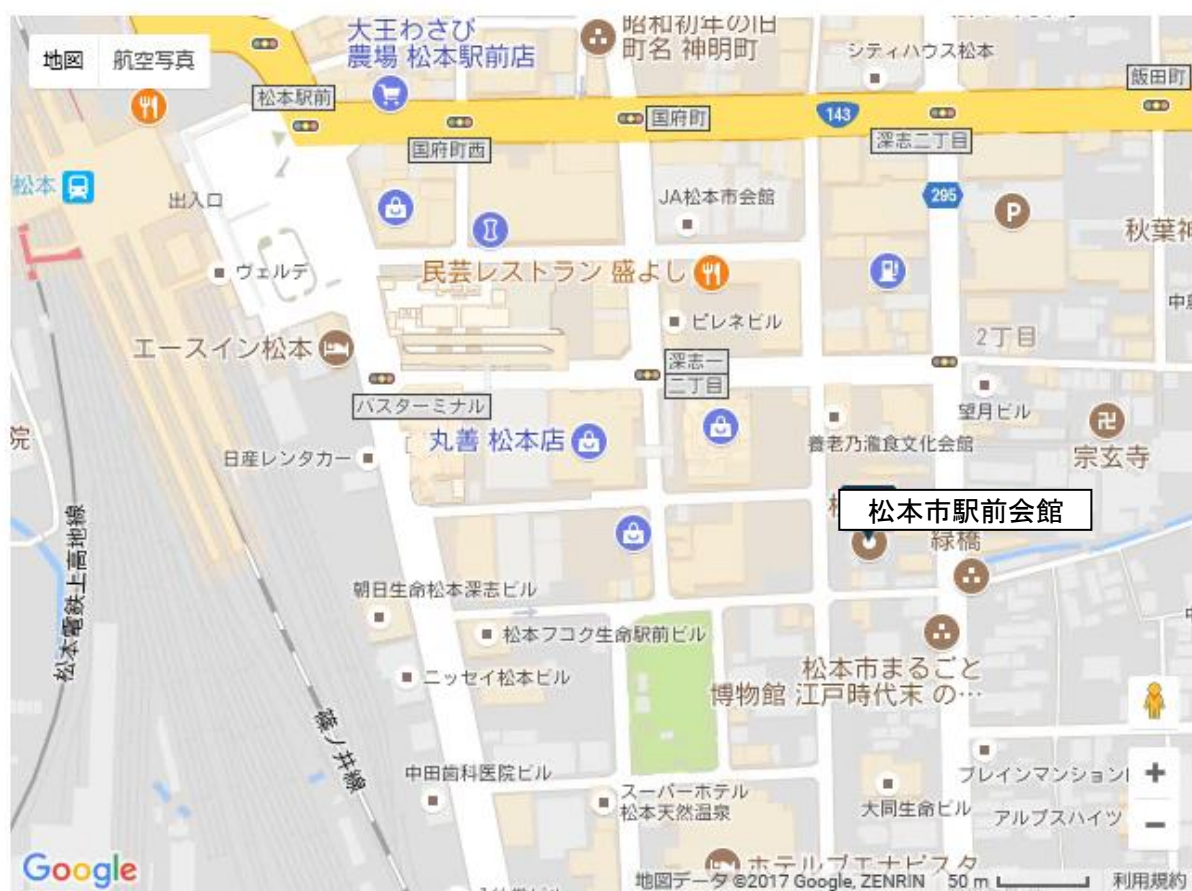 地図 航空写真
大王わさび
農場 松本駅前店
昭和初年の旧
町名 神明町
シティハウス松本
飯田町
松本駅前
国府町西
国府町
143
深志二丁目
松本
出入口
JA松本市会館
295
P
ヴェルデ
民芸レストラン 盛よし
ピレネビル
エースイン松本
2丁目
深志一
二丁目
バスターミナル
丸善 松本店
望月ビル
養老乃瀧食文化会館
宗玄寺
院
日産レンタカー
松本市駅前会館
緑橋
松本電鉄上高地線
朝日生命松本深志ビル
松本フコク生命駅前ビル
ニッセイ松本ビル
松本市まるごと
博物館 江戸時代末 の…
篠ノ井線
中田歯科医院ビル
スーパーホテル
松本天然温泉
大同生命ビル
ブレインマンション
アルプスハイツ
ホテルブエナビスタ
Google
地図データ ©2017 Google, ZENRIN 50 m 利用規約